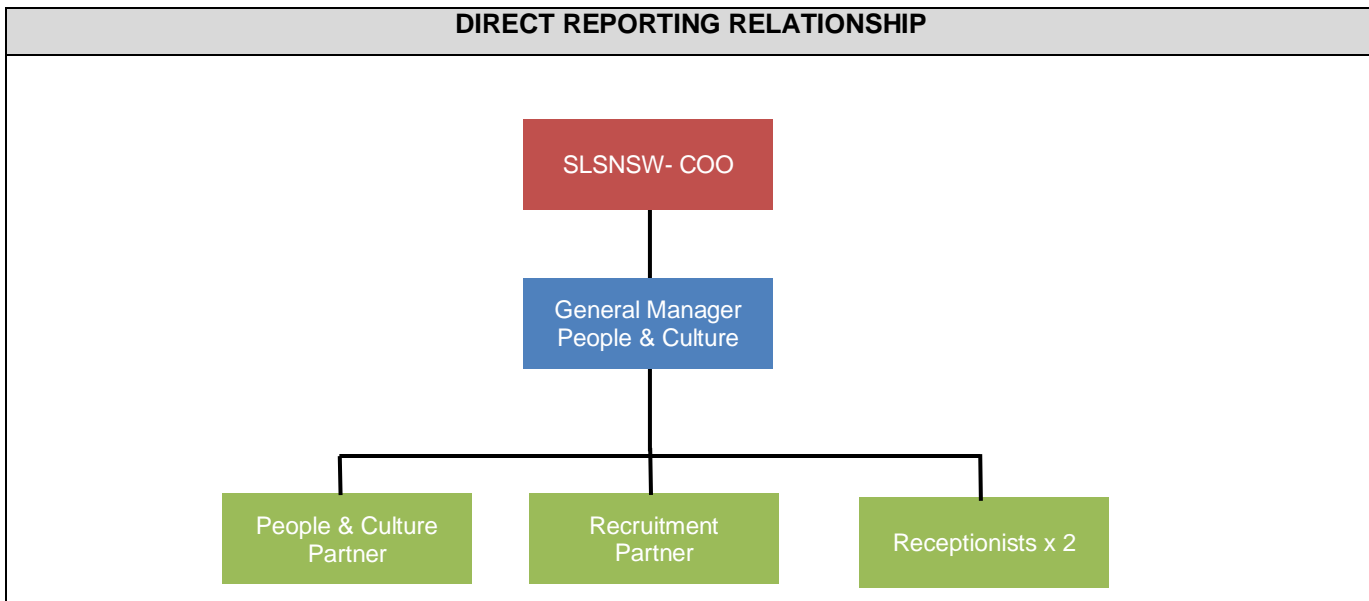 DIRECT REPORTING RELATIONSHIP
SLSNSW- COO
General Manager
People & Culture
People & Culture
Partner
Recruitment
Partner
Receptionists x 2